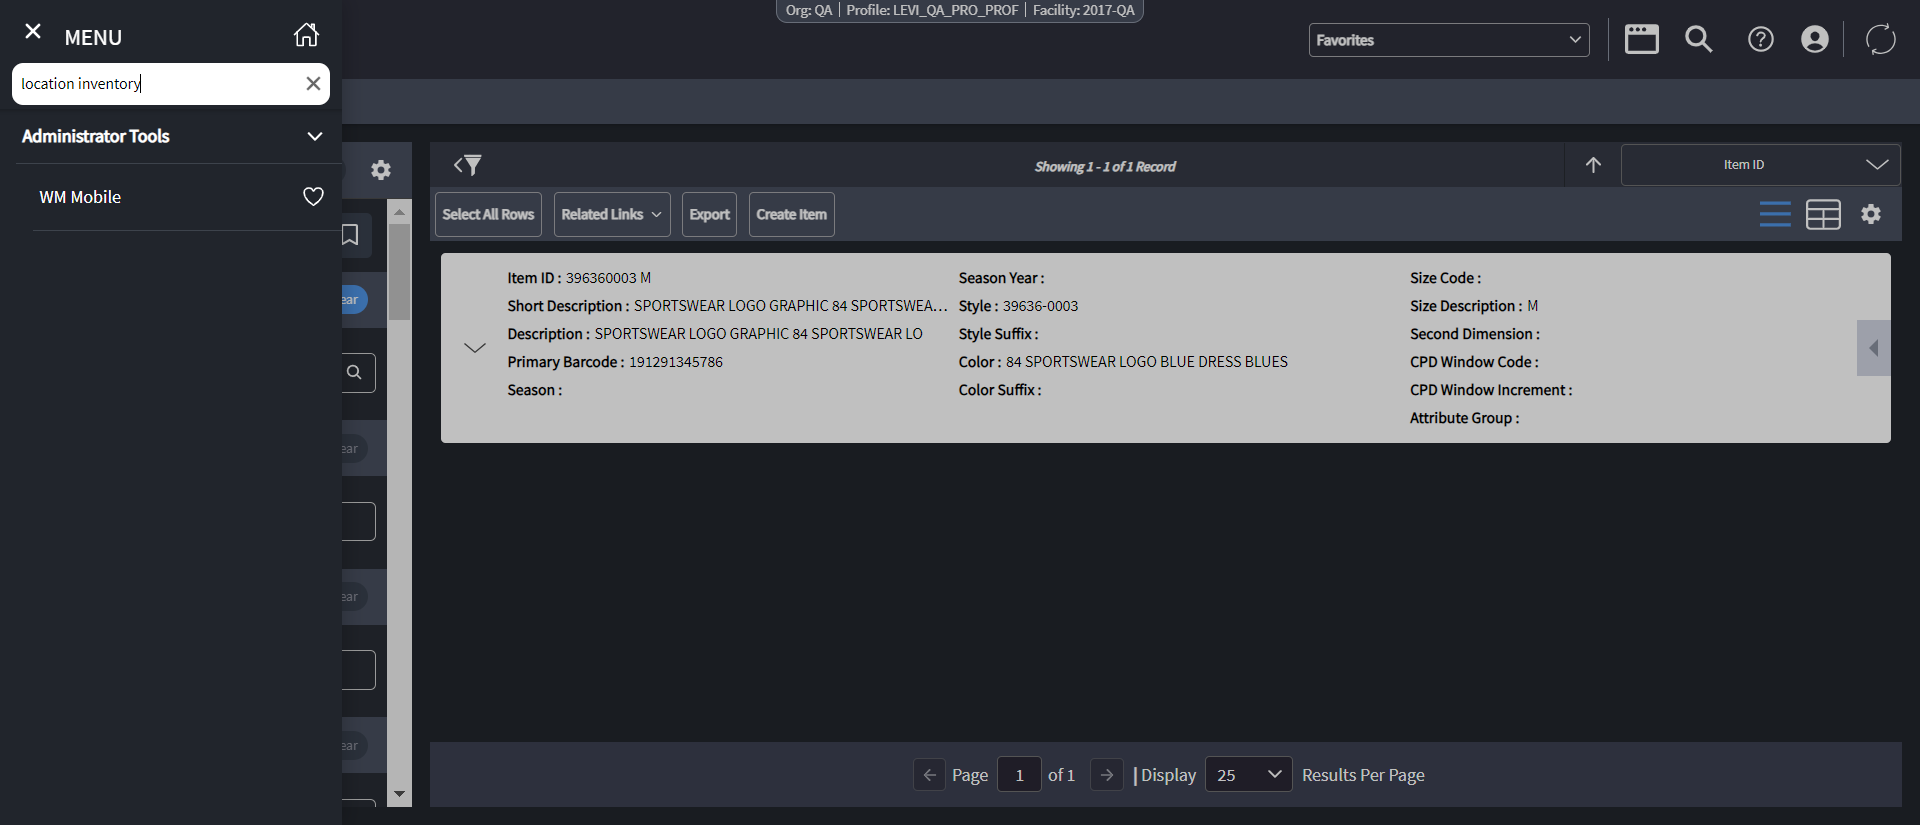 Org: QA | Profile: LEVI_QA_PRO_PROF | Facility: 2017-QA
MENU
Favorites
location inventory
Administrator Tools
WM Mobile
Showing 1 - 1 of 1 Record
Item ID
Select All Rows
Related Links
Export
Create Item
Item ID : 396360003 M
Short Description : SPORTSWEAR LOGO GRAPHIC 84 SPORTSWEA...
Description : SPORTSWEAR LOGO GRAPHIC 84 SPORTSWEAR LO
Primary Barcode : 191291345786
Season :
Season Year :
Style : 39636-0003
Style Suffix :
Color : 84 SPORTSWEAR LOGO BLUE DRESS BLUES
Color Suffix :
Size Code :
Size Description : M
Second Dimension :
CPD Window Code :
CPD Window Increment :
Attribute Group :
ear
ear
ear
ear
Page 1 of 1 | Display 25 Results Per Page